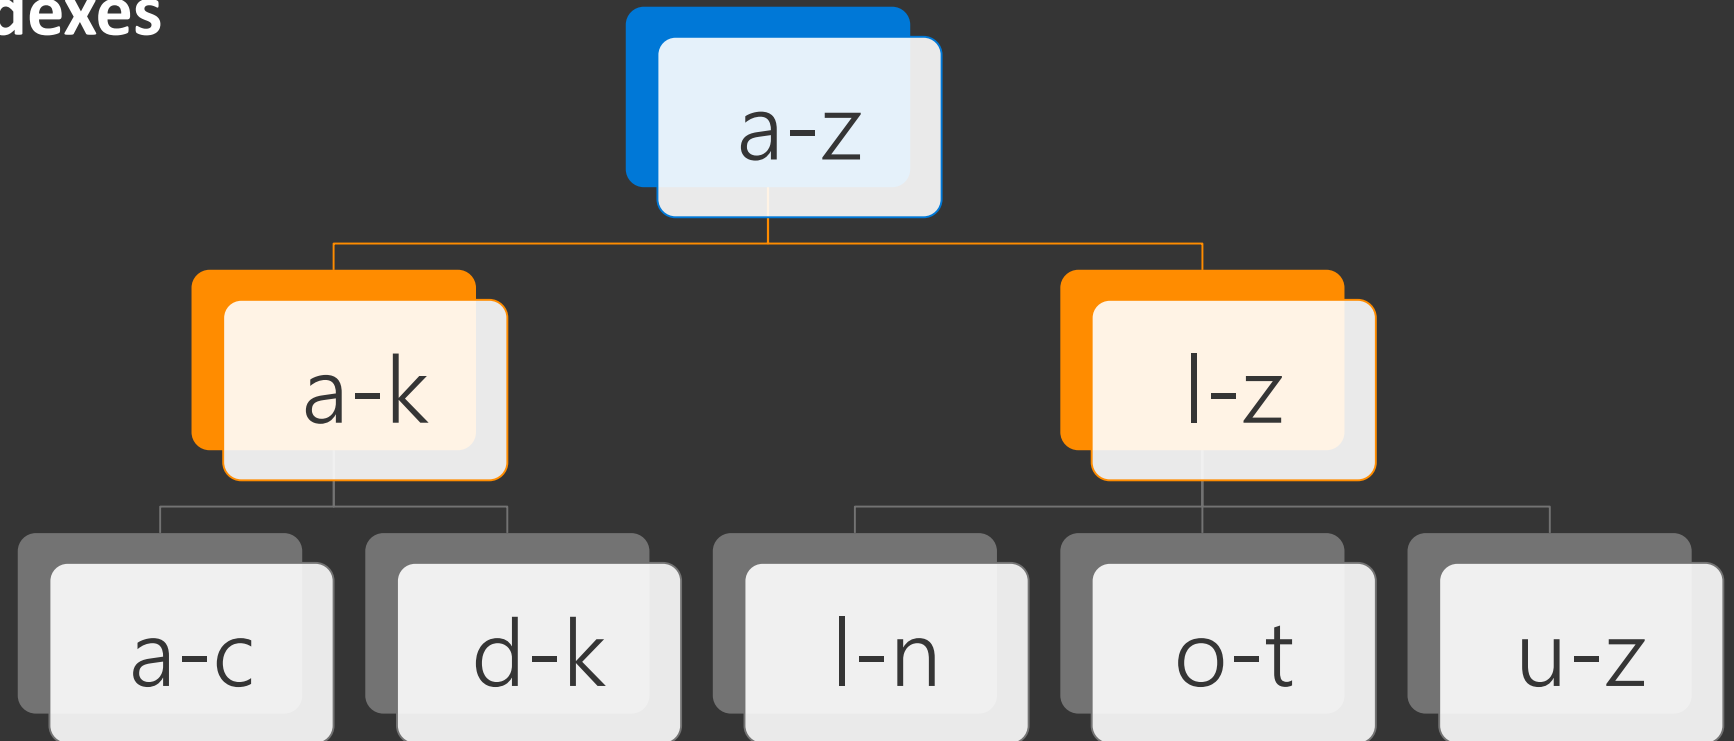 dexes
a-z
a-k
l-z
a-c
d-k
l-n
o-t
u-z